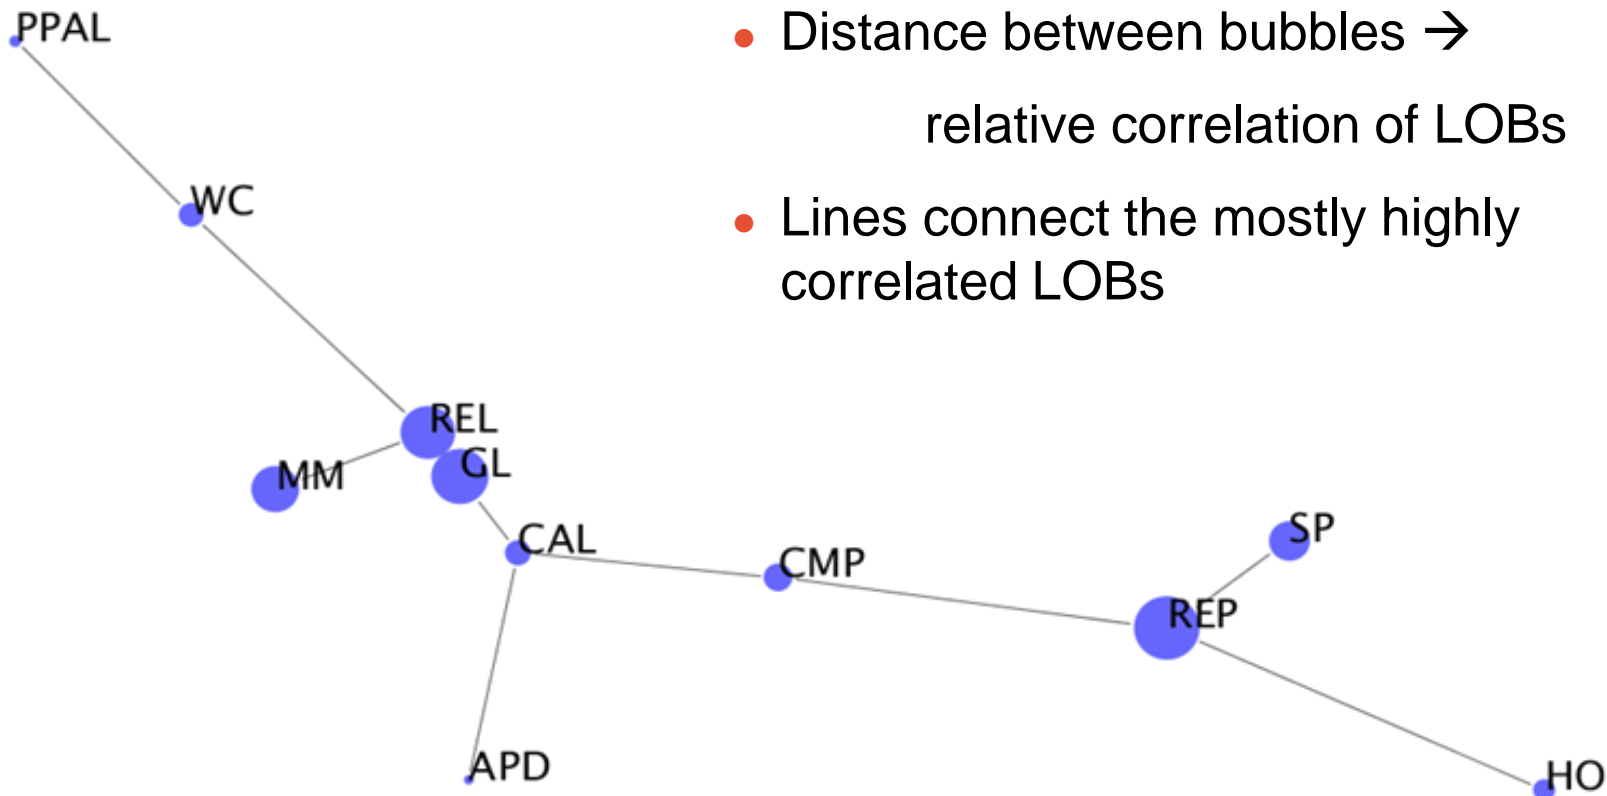 PPAL
• Distance between bubbles →
relative correlation of LOBs
WC
• Lines connect the mostly highly
correlated LOBs
REL
GL
MM
CAL
CMP
SP
REP
APD
HO